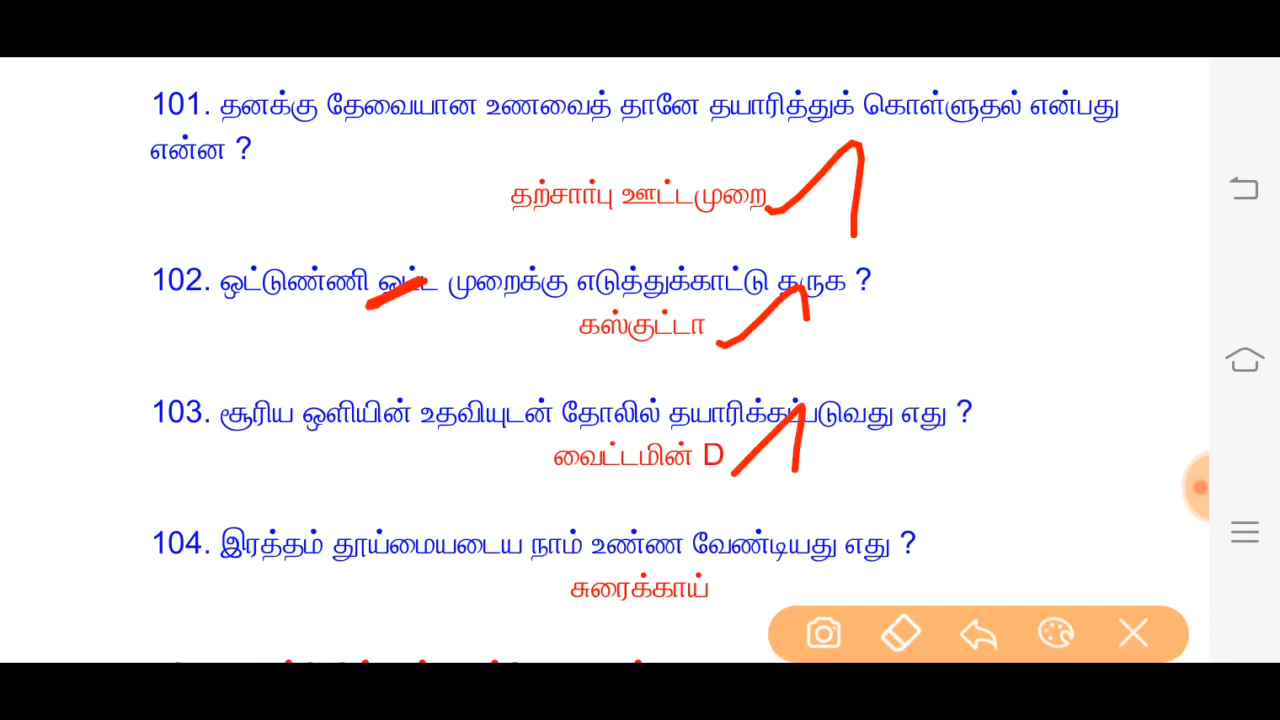 101. தனக்கு தேவையான உணவைத் தானே தயாரித்துக் கொள்ளுதல் என்பது
என்ன ?
தற்சார்பு ஊட்டமுறை
102. ஒட்டுண்ணி ஊட்ட முறைக்கு எடுத்துக்காட்டு தருக ?
கஸ்குட்டா
103. சூரிய ஒளியின் உதவியுடன் தோலில் தயாரிக்கப்படுவது எது ?
வைட்டமின் D
104. இரத்தம் தூய்மையடைய நாம் உண்ண வேண்டியது எது ?
சுரைக்காய்